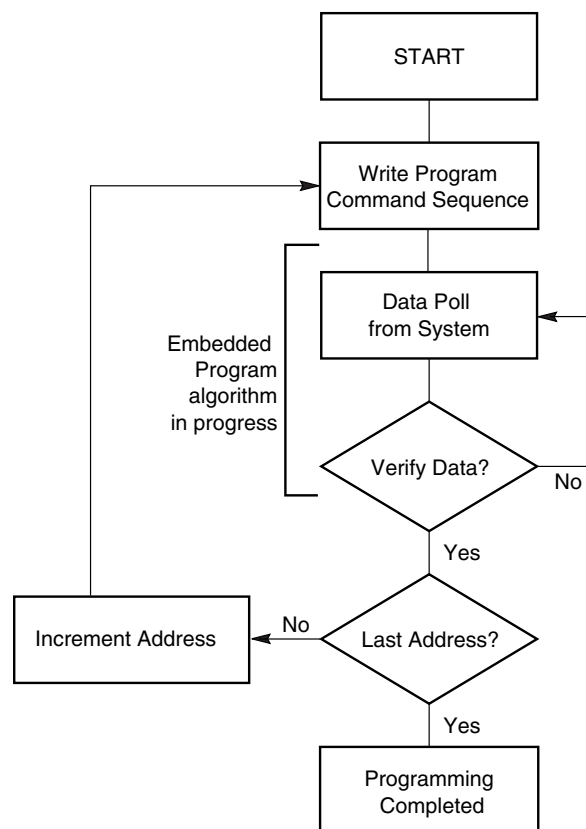 START
Write Program
Command Sequence
Data Poll
from System
Embedded
Program
algorithm
in progress
Verify Data?
No
Yes
Last Address?
No
Increment Address
Yes
Programming
Completed